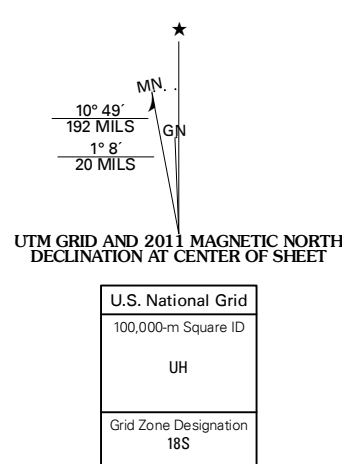 ★
MN
10° 49´
192 MILS
GN
1° 8´
20 MILS
UTM GRID AND 2011 MAGNETIC NORTH
DECLINATION AT CENTER OF SHEET
U.S. National Grid
100,000-m Square ID
UH
Grid Zone Designation
18S